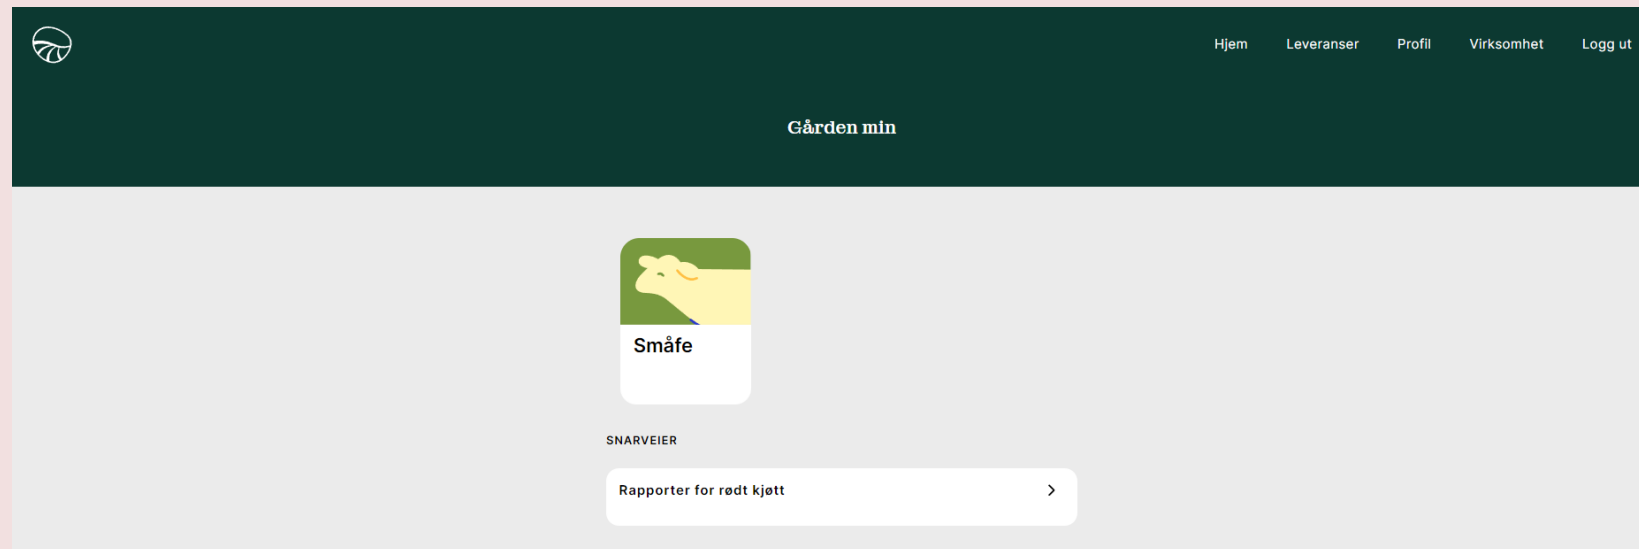 Hjem Leveranser Profil Virksomhet Logg ut
Gården min
Småfe
SNARVEIER
Rapporter for rødt kjøtt